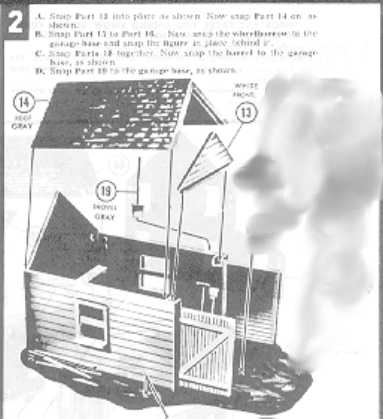 2
A. Snap Part 13 into place as shown. Now snap Part 14 on as
shown.
B. Snap Part 15 to Part 16. Now snap the wheelbarrow to the
garage base and snap the figure in place behind it.
C. Snap Parts 18 together. Now snap the barrel to the garage
base, as shown.
D. Snap Part 19 to the garage base, as shown.
14
ROOF
GRAY
WHITE
FRONT
13
19
SHOVEL
GRAY